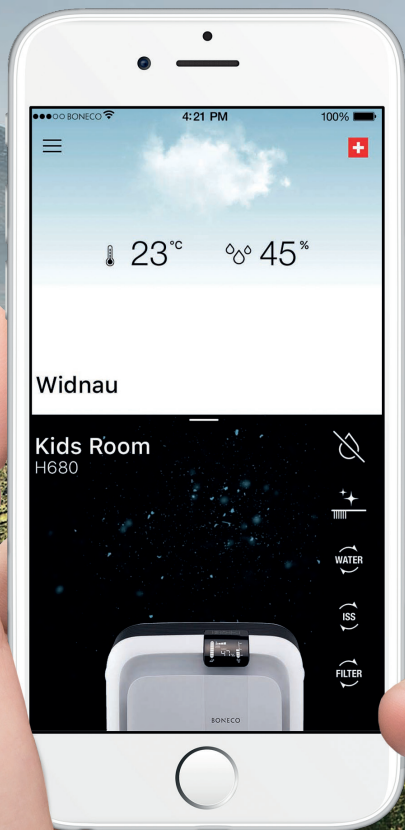 BONECO
4:21 PM
100%
23°C
45%
Widnau
Kids Room
H680
WATER
ISS
FILTER
BONECO